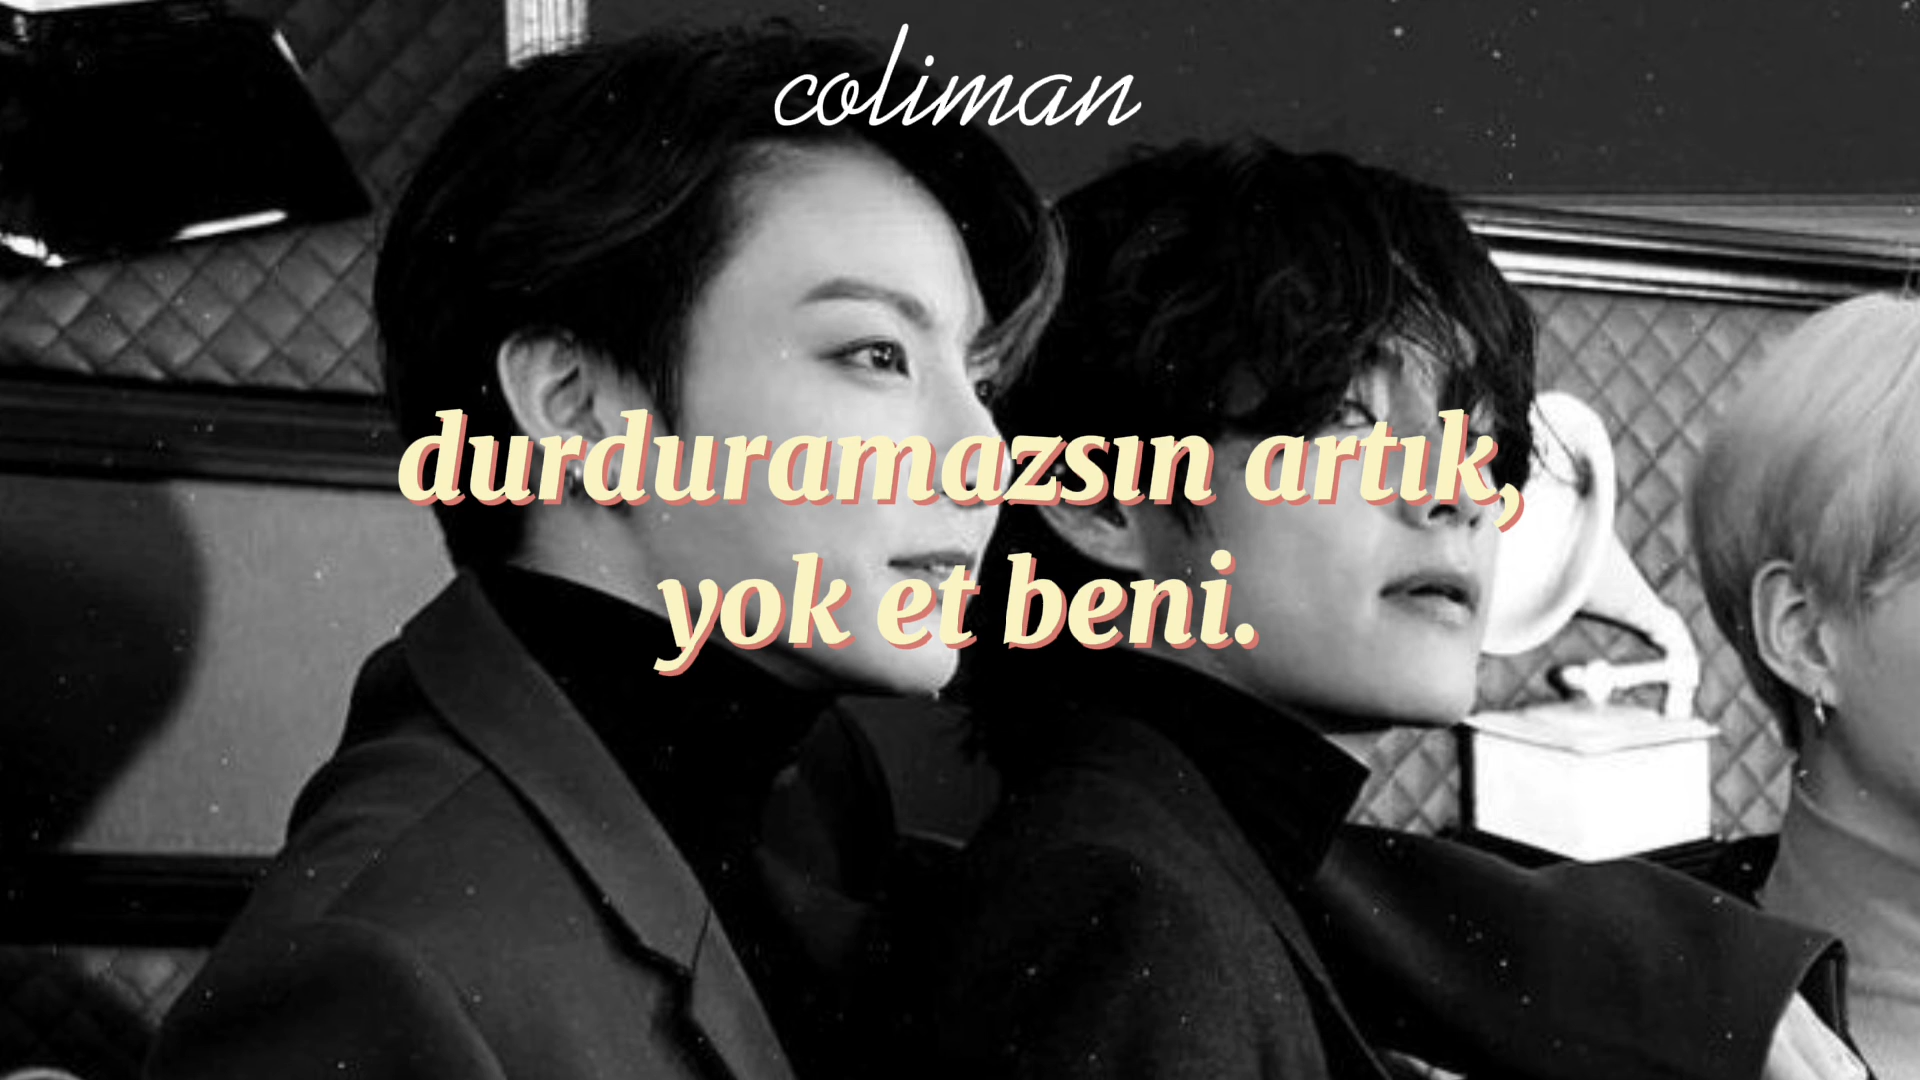 coliman
durduramazsın artık,
yok et beni.